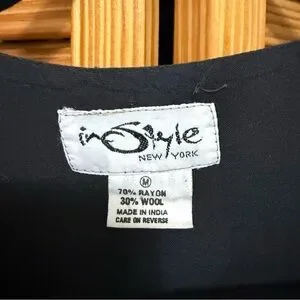 inStyle
NEW YORK
M
70% RAYON
30% WOOL
MADE IN INDIA
CARE ON REVERSE